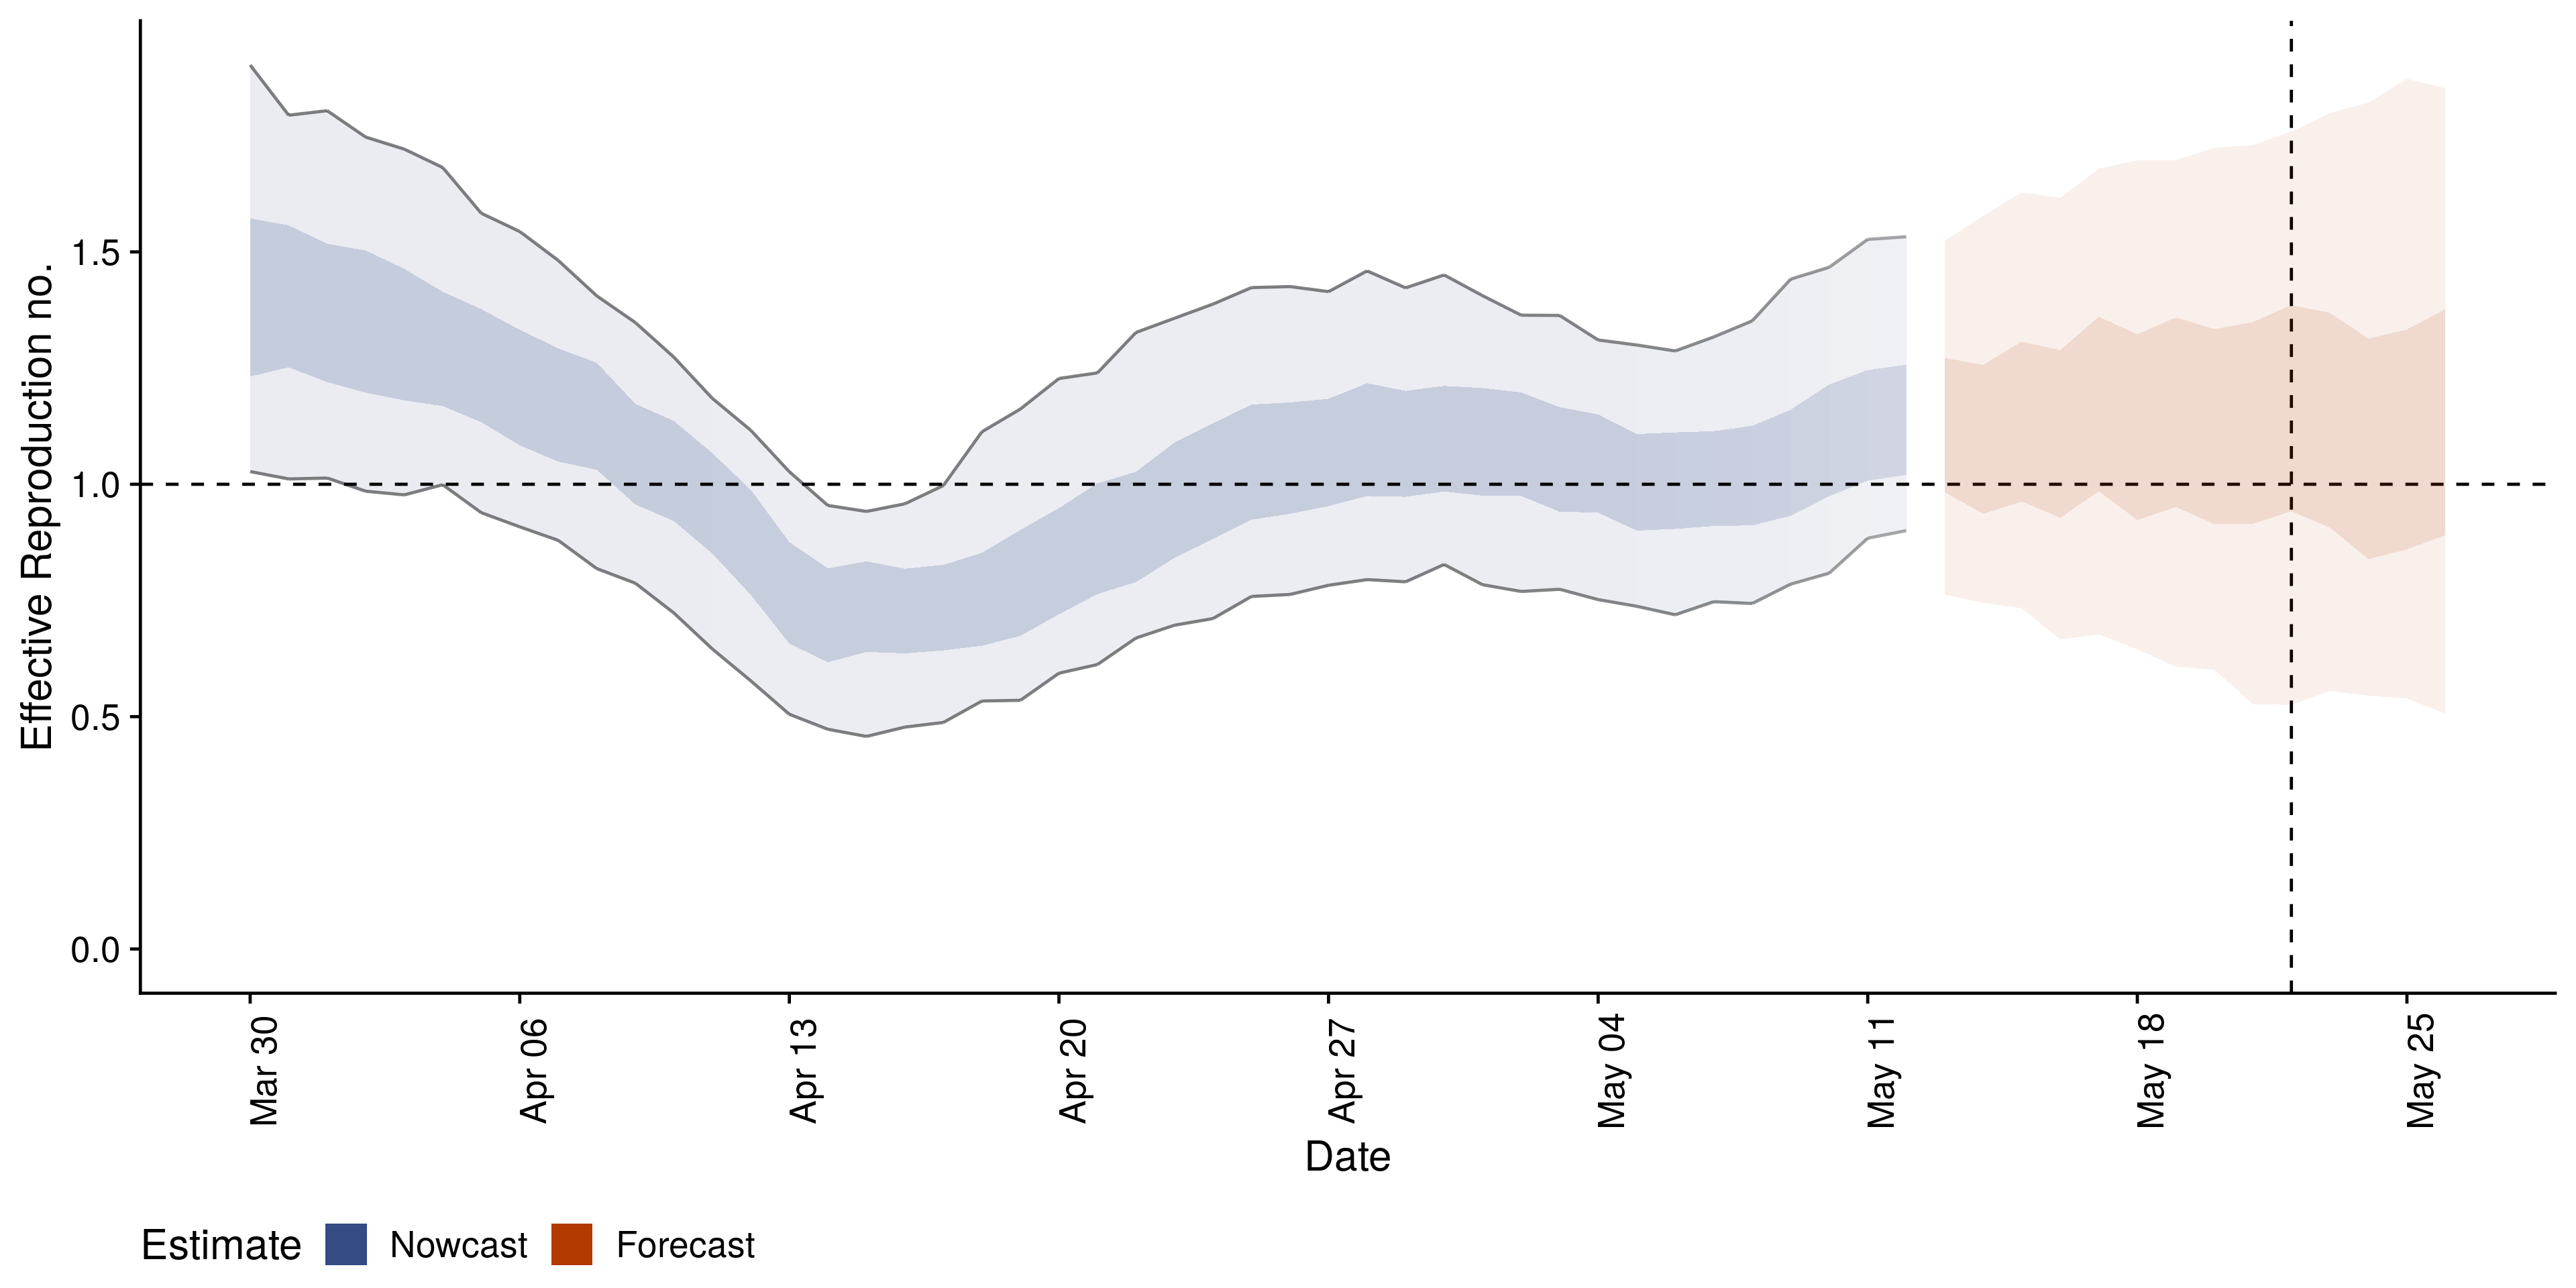 Effective Reproduction no.
1.5
1.0
0.5
0.0
Mar 30
Apr 06
Apr 13
Apr 20
Apr 27
May 04
May 11
May 18
May 25
Date
Estimate Nowcast Forecast